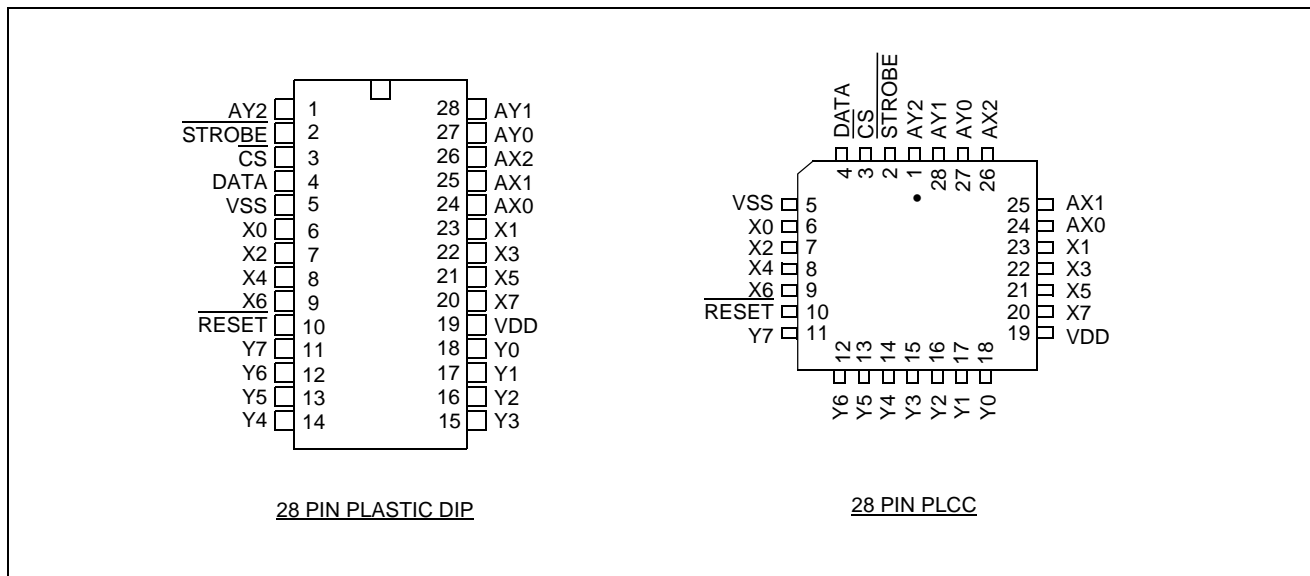 AY2 1 28 AY1
STROBE 2 27 AY0
CS 3 26 AX2
DATA 4 25 AX1
VSS 5 24 AX0
X0 6 23 X1
X2 7 22 X3
X4 8 21 X5
X6 9 20 X7
RESET 10 19 VDD
Y7 11 18 Y0
Y6 12 17 Y1
Y5 13 16 Y2
Y4 14 15 Y3
28 PIN PLASTIC DIP
DATA CS STROBE AY2 AY1 AY0 AX2
4 3 2 1 28 27 26
VSS 5 25 AX1
X0 6 24 AX0
X2 7 23 X1
X4 8 22 X3
X6 9 21 X5
RESET 10 20 X7
Y7 11 19 VDD
12 13 14 15 16 17 18
Y6 Y5 Y4 Y3 Y2 Y1 Y0
28 PIN PLCC